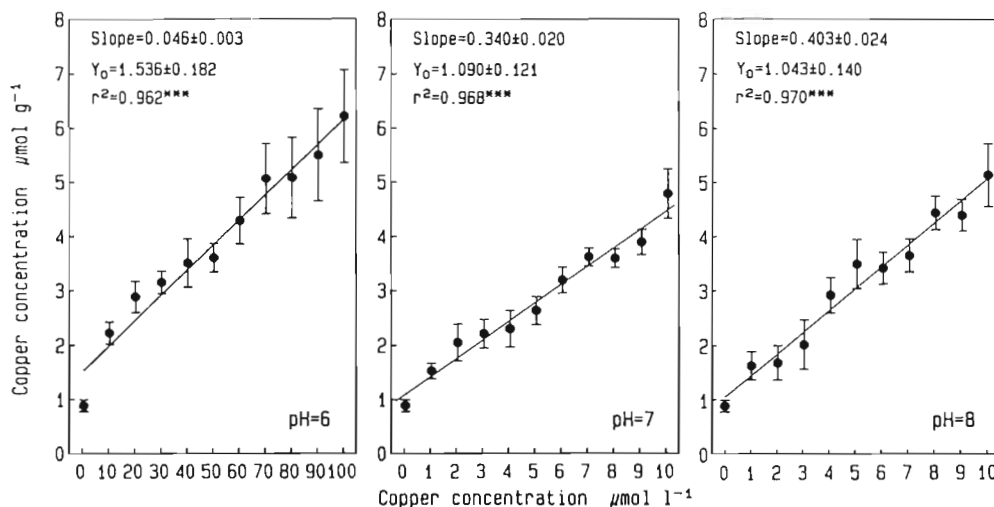 Copper concentration µmol g⁻¹
8
7
6
5
4
3
2
1
0
Slope=0.046±0.003
Y₀=1.536±0.182
r²=0.962***
pH=6
0 10 20 30 40 50 60 70 80 90 100
8
7
6
5
4
3
2
1
0
Slope=0.340±0.020
Y₀=1.090±0.121
r²=0.968***
pH=7
0 1 2 3 4 5 6 7 8 9 10
8
7
6
5
4
3
2
1
0
Slope=0.403±0.024
Y₀=1.043±0.140
r²=0.970***
pH=8
0 1 2 3 4 5 6 7 8 9 10
Copper concentration µmol l⁻¹